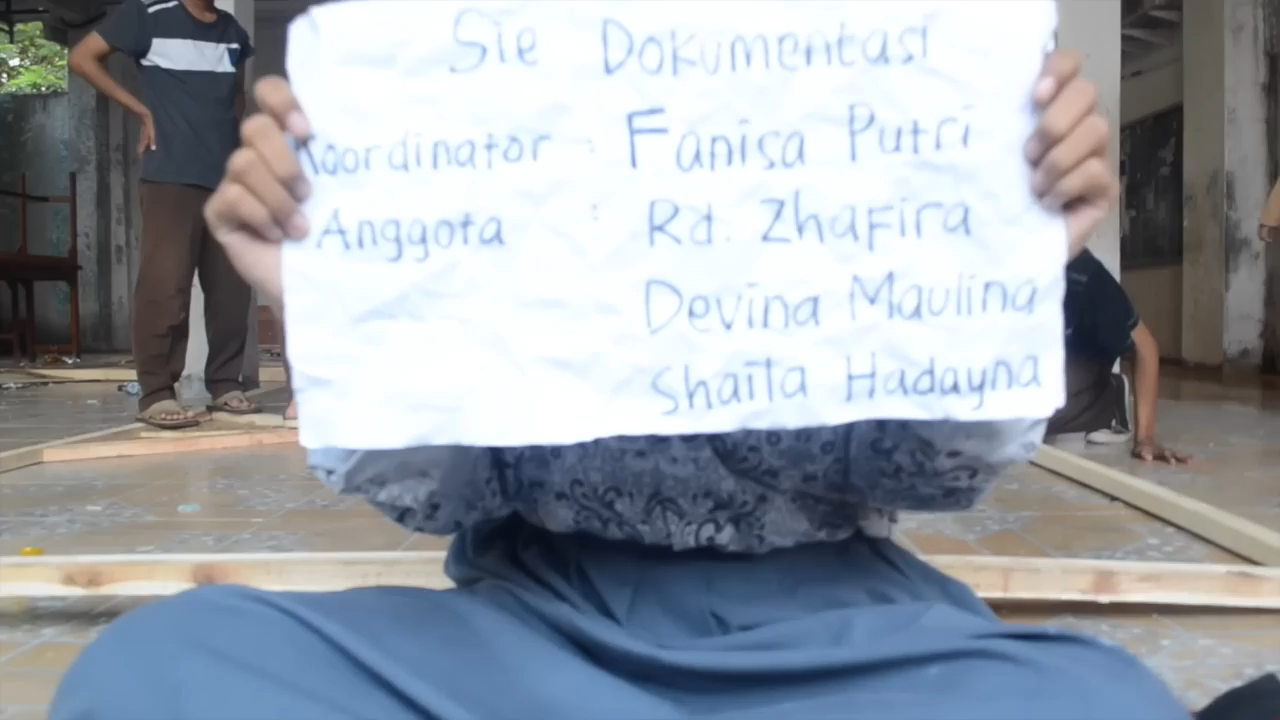 Sie Dokumentasi
Koordinator : Fanisa Putri
Anggota : Rd. Zhafira
Devina Maulina
Shaita Hadayna